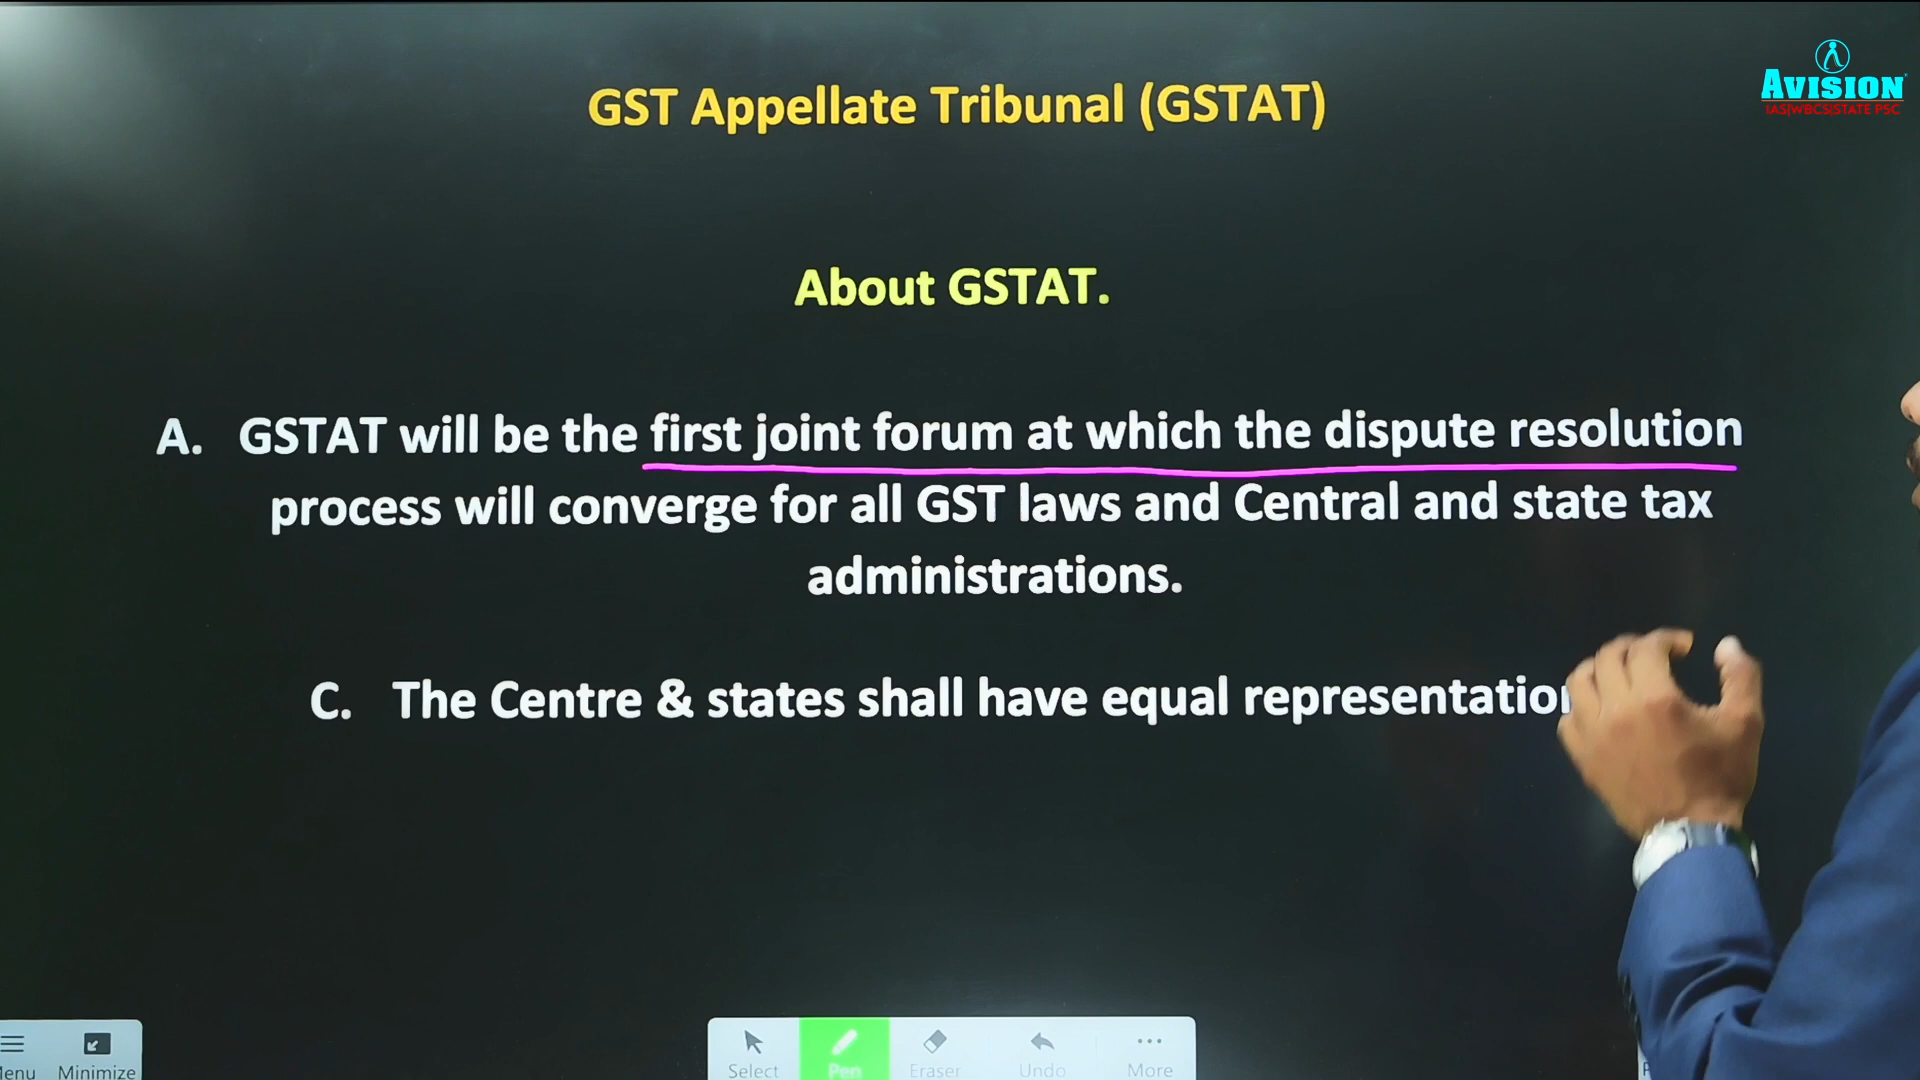 AVISION
IAS|WBCS|STATE PSC
GST Appellate Tribunal (GSTAT)
About GSTAT.
A. GSTAT will be the first joint forum at which the dispute resolution
process will converge for all GST laws and Central and state tax
administrations.
C. The Centre & states shall have equal
Minimize
Select
Pen
Eraser
Undo
More